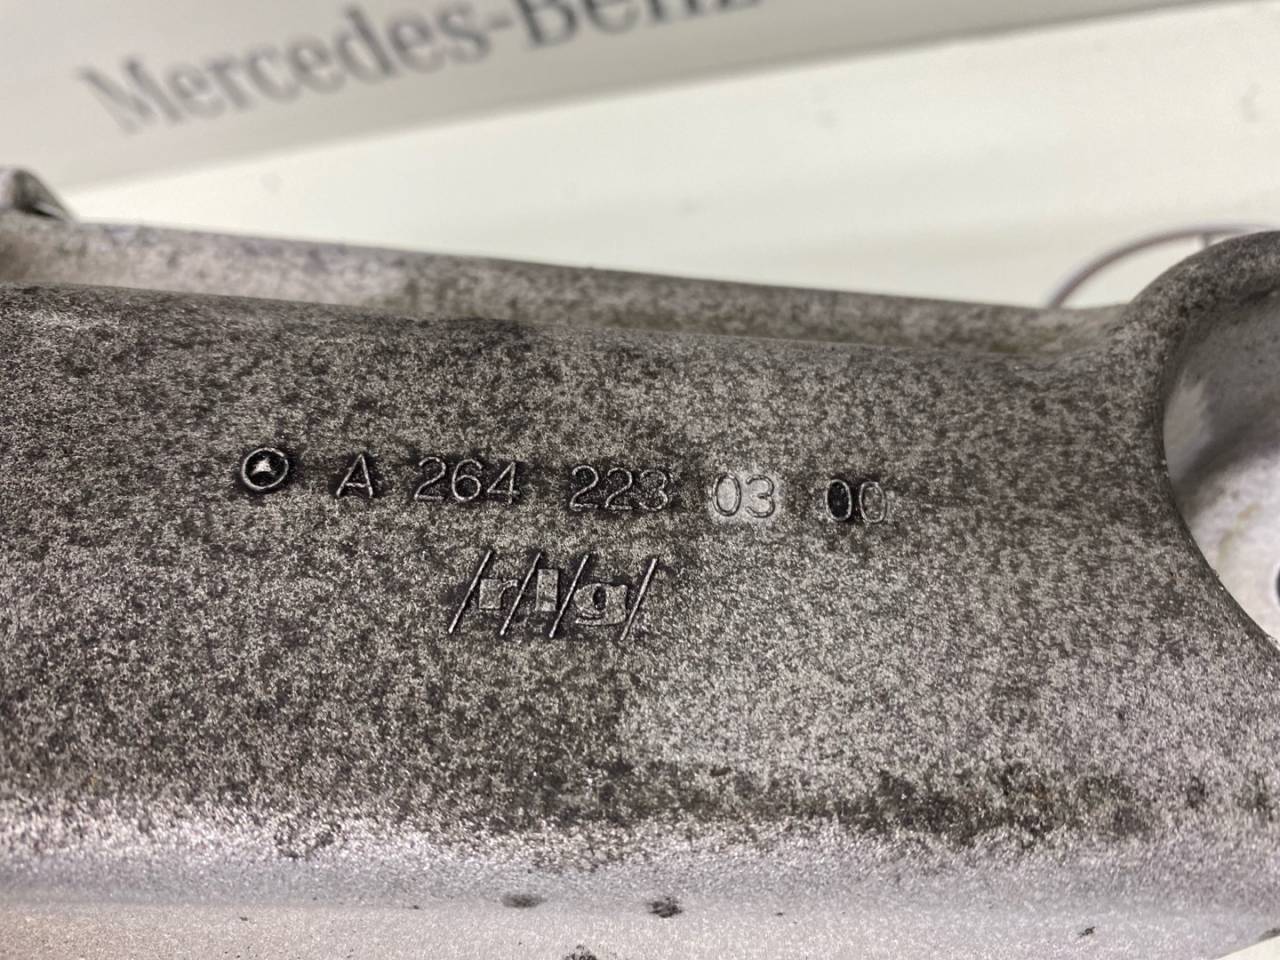 Mercedes-Benz
A 264 223 03 00
/r/l/g/